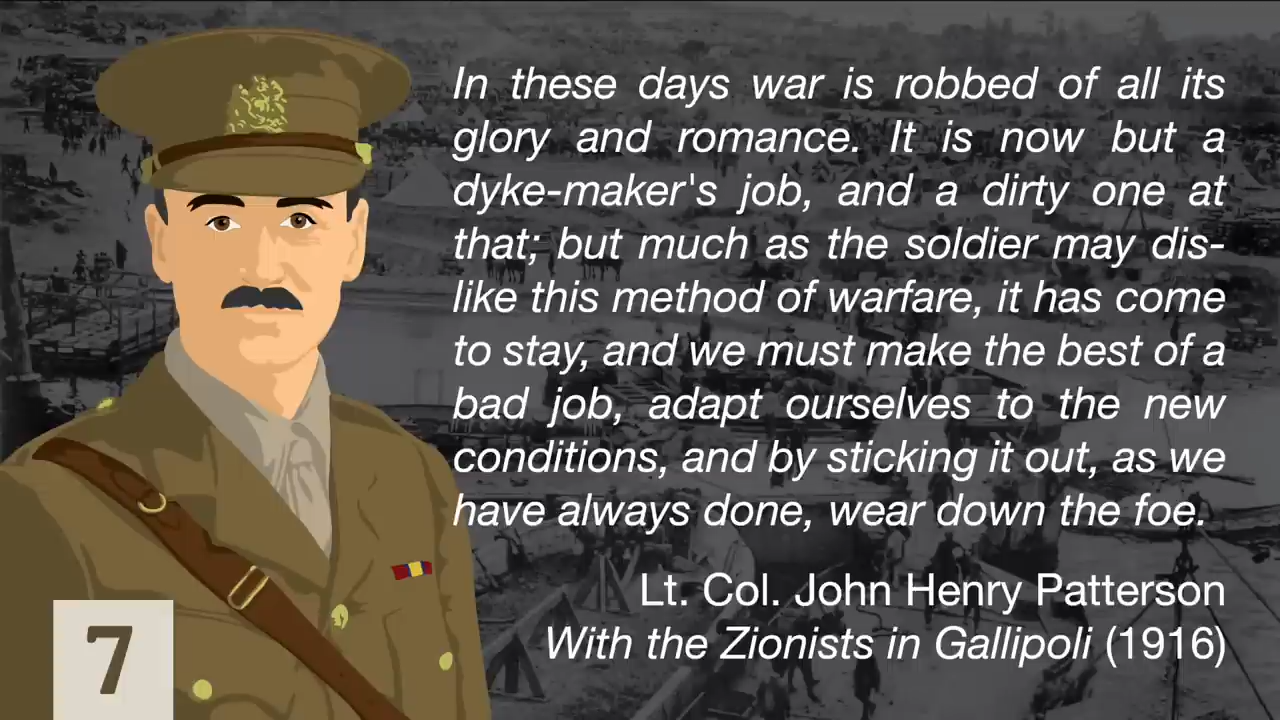 In these days war is robbed of all its
glory and romance. It is now but a
dyke-maker's job, and a dirty one at
that; but much as the soldier may dis-
like this method of warfare, it has come
to stay, and we must make the best of a
bad job, adapt ourselves to the new
conditions, and by sticking it out, as we
have always done, wear down the foe.
Lt. Col. John Henry Patterson
With the Zionists in Gallipoli (1916)
7